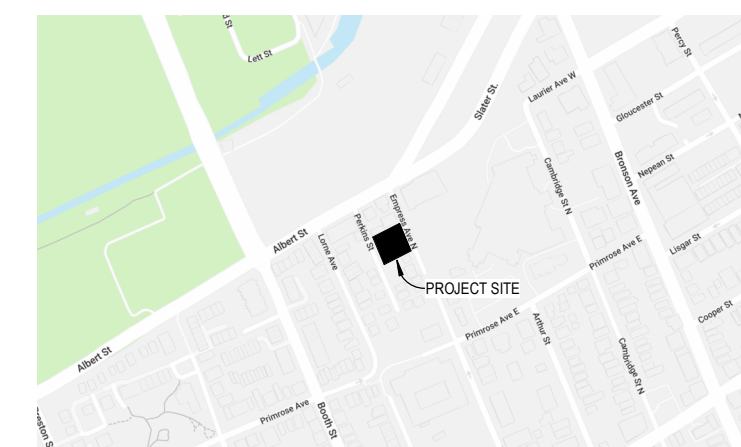 Lett St
Percy St
Slater St.
Laurier Ave W
Gloucester St
Bronson Ave
Nepean St
Cambridge St N
Empress Ave N
Perkins St
Lorne Ave
Albert St
PROJECT SITE
Primrose Ave E
Lisgar St
Primrose Ave E
Arthur St
Cooper St
Cambridge St N
Albert St
Primrose Ave
Booth St